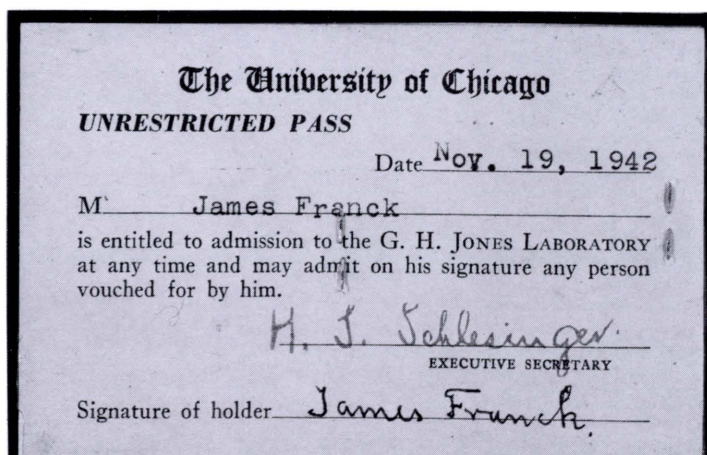 The University of Chicago
UNRESTRICTED PASS
Date Nov. 19, 1942
M James Franck
is entitled to admission to the G. H. JONES LABORATORY
at any time and may admit on his signature any person
vouched for by him.
H. I. Schlesinger.
EXECUTIVE SECRETARY
Signature of holder James Franck.